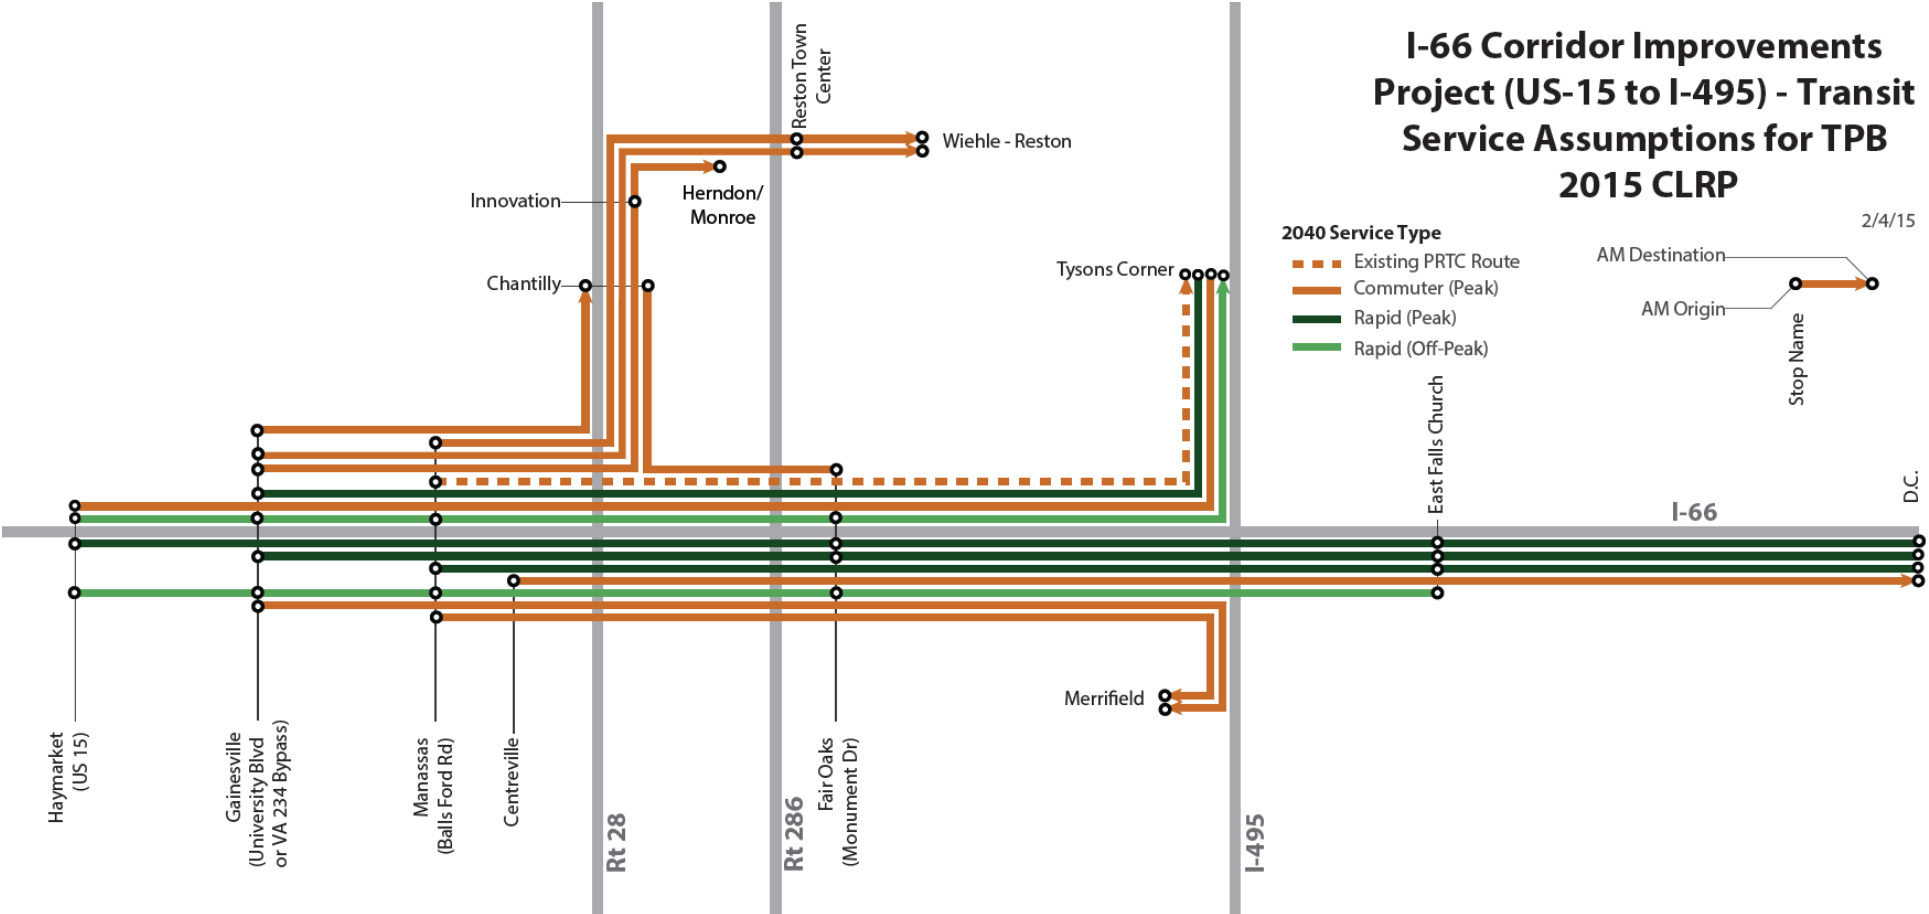 I-66 Corridor Improvements
Project (US-15 to I-495) - Transit
Service Assumptions for TPB
2015 CLRP
2/4/15
2040 Service Type
Existing PRTC Route
Commuter (Peak)
Rapid (Peak)
Rapid (Off-Peak)
AM Destination
AM Origin
Stop Name
Reston Town
Center
Wiehle - Reston
Herndon/
Monroe
Innovation
Chantilly
Tysons Corner
East Falls Church
D.C.
I-66
Merrifield
Haymarket
(US 15)
Gainesville
(University Blvd
or VA 234 Bypass)
Manassas
(Balls Ford Rd)
Centreville
Rt 28
Rt 286
Fair Oaks
(Monument Dr)
I-495